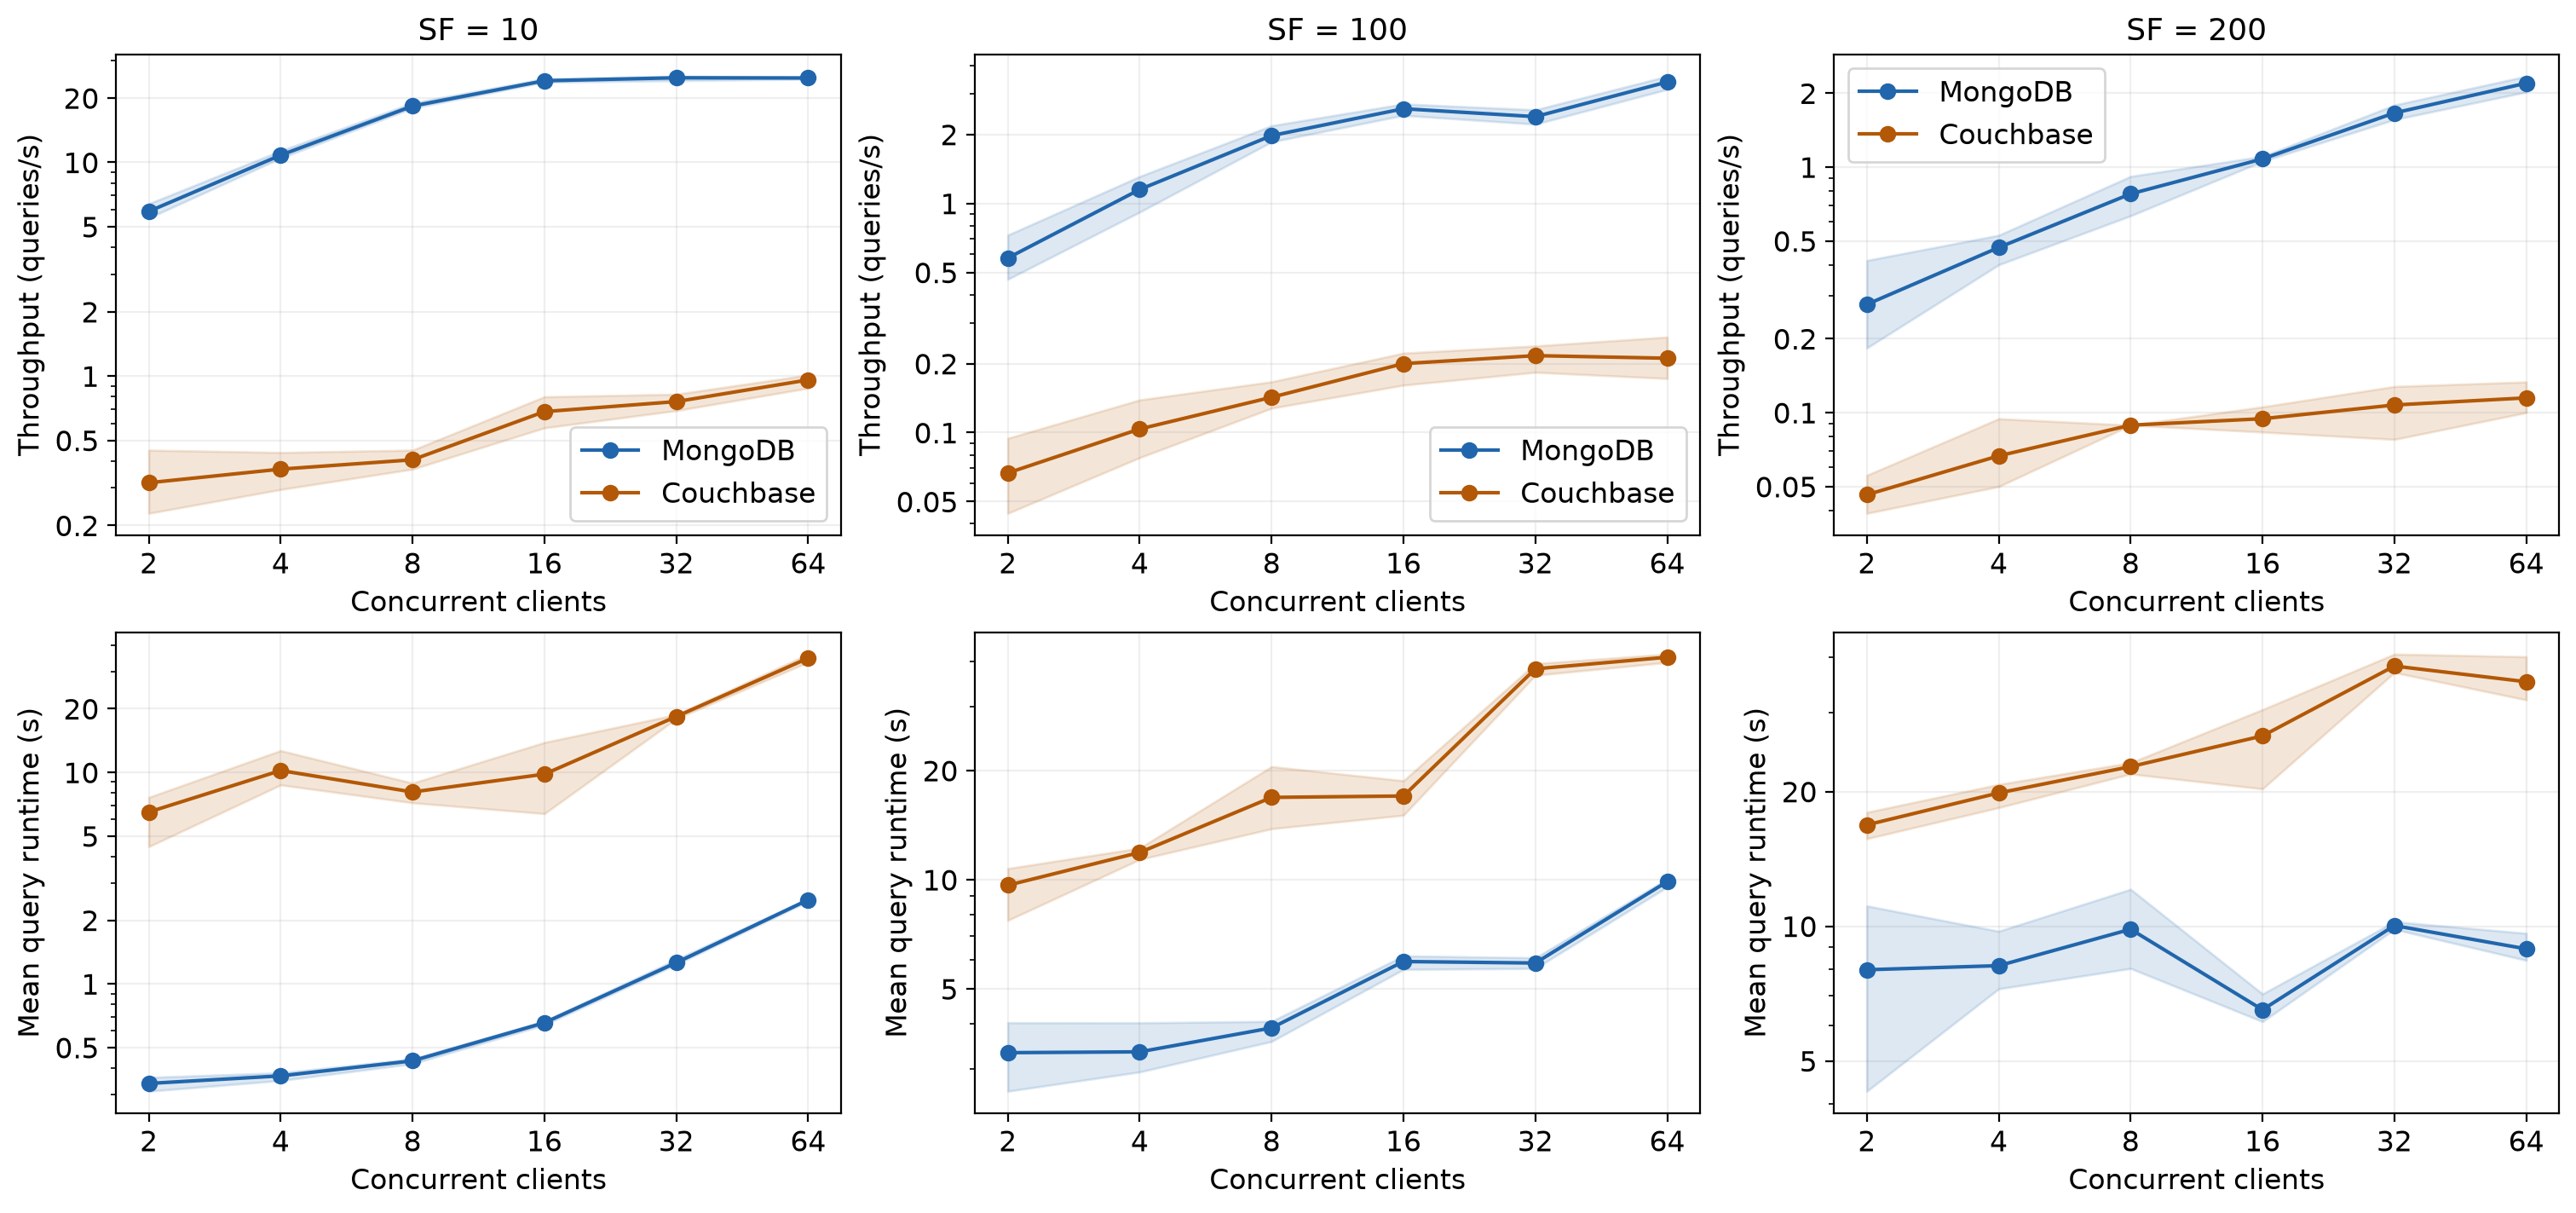 SF = 10
Throughput (queries/s)
20
10
5
2
1
0.5
0.2
MongoDB
Couchbase
2 4 8 16 32 64
Concurrent clients
SF = 100
Throughput (queries/s)
2
1
0.5
0.2
0.1
0.05
MongoDB
Couchbase
2 4 8 16 32 64
Concurrent clients
SF = 200
Throughput (queries/s)
2
1
0.5
0.2
0.1
0.05
MongoDB
Couchbase
2 4 8 16 32 64
Concurrent clients
Mean query runtime (s)
20
10
5
2
1
0.5
2 4 8 16 32 64
Concurrent clients
Mean query runtime (s)
20
10
5
2 4 8 16 32 64
Concurrent clients
Mean query runtime (s)
20
10
5
2 4 8 16 32 64
Concurrent clients